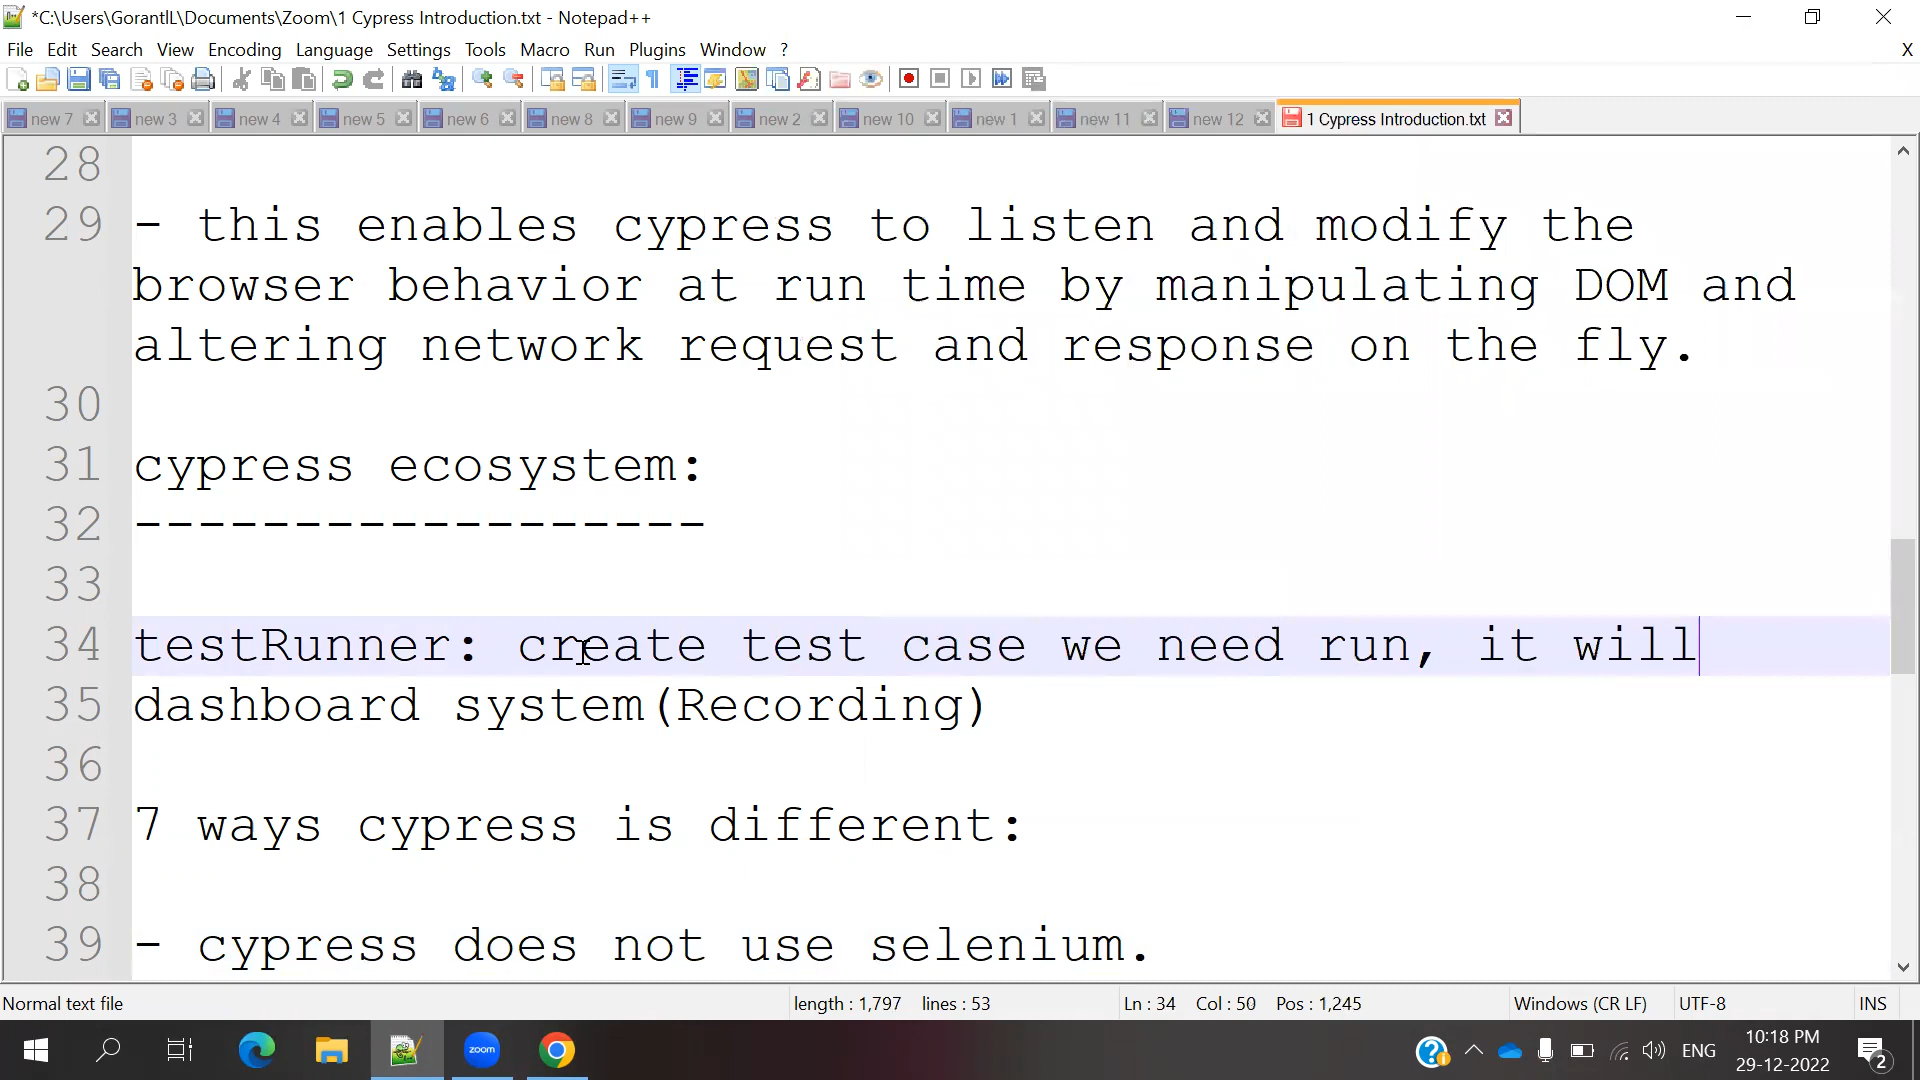 *C:\Users\GorantlL\Documents\Zoom\1 Cypress Introduction.txt - Notepad++
File Edit Search View Encoding Language Settings Tools Macro Run Plugins Window ? X
new 7 new 3 new 4 new 5 new 6 new 8 new 9 new 2 new 10 new 1 new 11 new 12 1 Cypress Introduction.txt
28
29 - this enables cypress to listen and modify the
browser behavior at run time by manipulating DOM and
altering network request and response on the fly.
30
31 cypress ecosystem:
32 ------------------
33
34 testRunner: create test case we need run, it will
35 dashboard system(Recording)
36
37 7 ways cypress is different:
38
39 - cypress does not use selenium.
Normal text file length : 1,797 lines : 53 Ln : 34 Col : 50 Pos : 1,245 Windows (CR LF) UTF-8 INS
zoom ENG 10:18 PM
29-12-2022 2